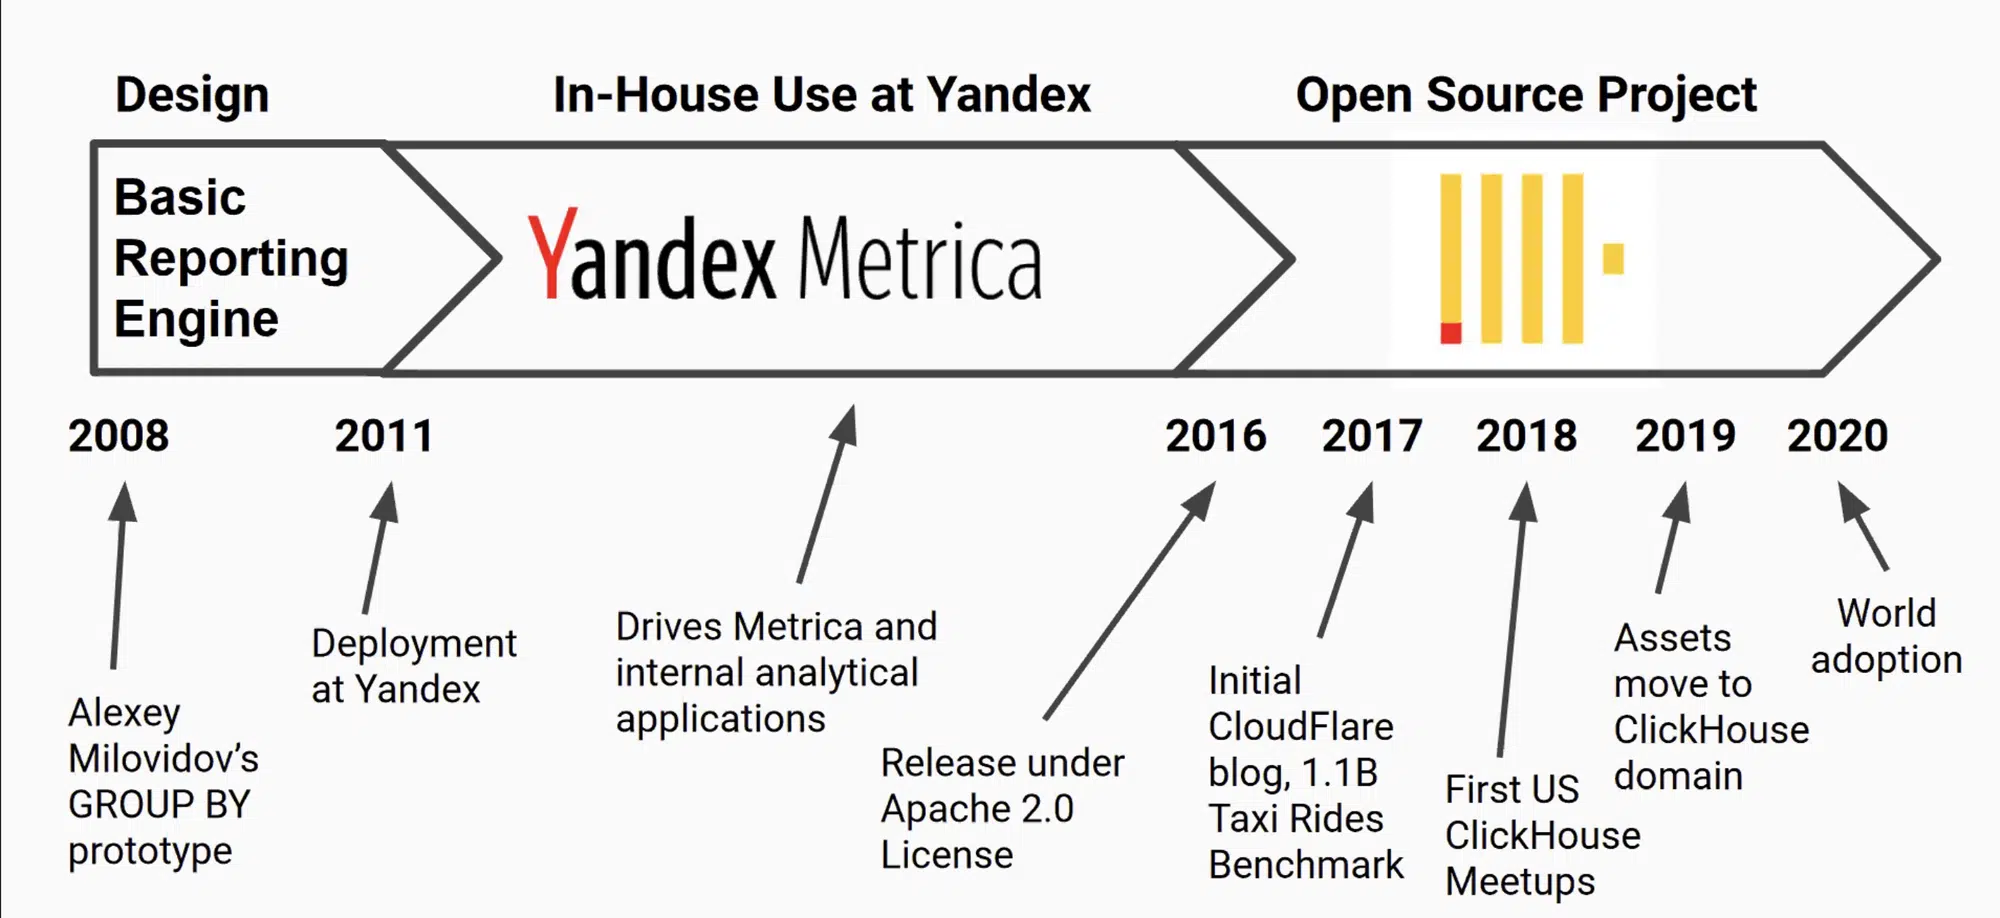 Design
In-House Use at Yandex
Open Source Project
Basic
Reporting
Engine
Yandex Metrica
2008
2011
2016
2017
2018
2019
2020
Alexey
Milovidov’s
GROUP BY
prototype
Deployment
at Yandex
Drives Metrica and
internal analytical
applications
Release under
Apache 2.0
License
Initial
CloudFlare
blog, 1.1B
Taxi Rides
Benchmark
First US
ClickHouse
Meetups
Assets
move to
ClickHouse
domain
World
adoption